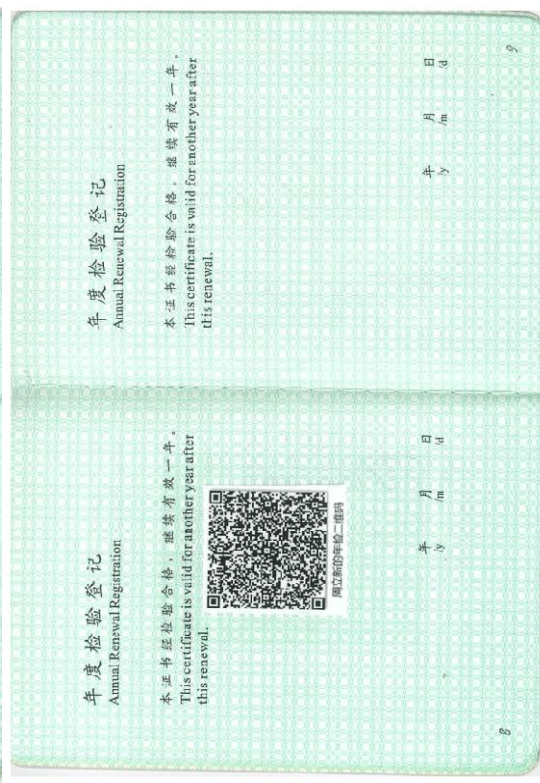 年度检验登记
Annual Renewal Registration
本证书经检验合格，继续有效一年。
This certificate is valid for another year after
this renewal.
周立新的年检二维码
年 月 日
/y /m /d
8
年度检验登记
Annual Renewal Registration
本证书经检验合格，继续有效一年。
This certificate is valid for another year after
this renewal.
年 月 日
/y /m /d
9